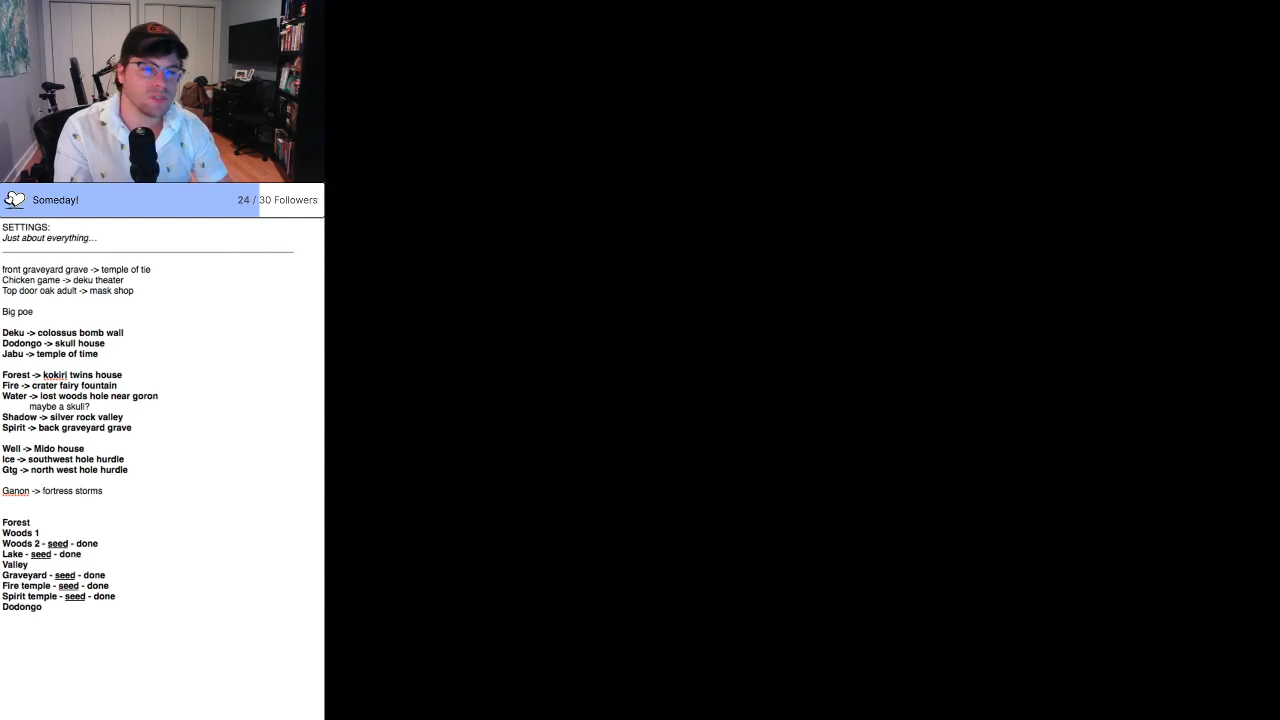 Someday!
24 / 30 Followers
SETTINGS:
Just about everything...
front graveyard grave -> temple of tie
Chicken game -> deku theater
Top door oak adult -> mask shop
Big poe
Deku -> colossus bomb wall
Dodongo -> skull house
Jabu -> temple of time
Forest -> kokiri twins house
Fire -> crater fairy fountain
Water -> lost woods hole near goron
maybe a skull?
Shadow -> silver rock valley
Spirit -> back graveyard grave
Well -> Mido house
Ice -> southwest hole hurdle
Gtg -> north west hole hurdle
Ganon -> fortress storms
Forest
Woods 1
Woods 2 - seed - done
Lake - seed - done
Valley
Graveyard - seed - done
Fire temple - seed - done
Spirit temple - seed - done
Dodongo